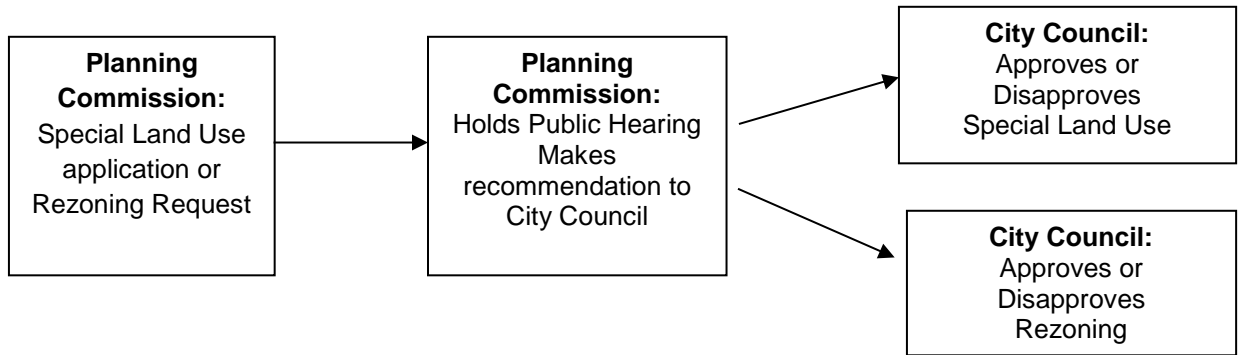 Planning
Commission:
Special Land Use
application or
Rezoning Request
Planning
Commission:
Holds Public Hearing
Makes
recommendation to
City Council
City Council:
Approves or
Disapproves
Special Land Use
City Council:
Approves or
Disapproves
Rezoning